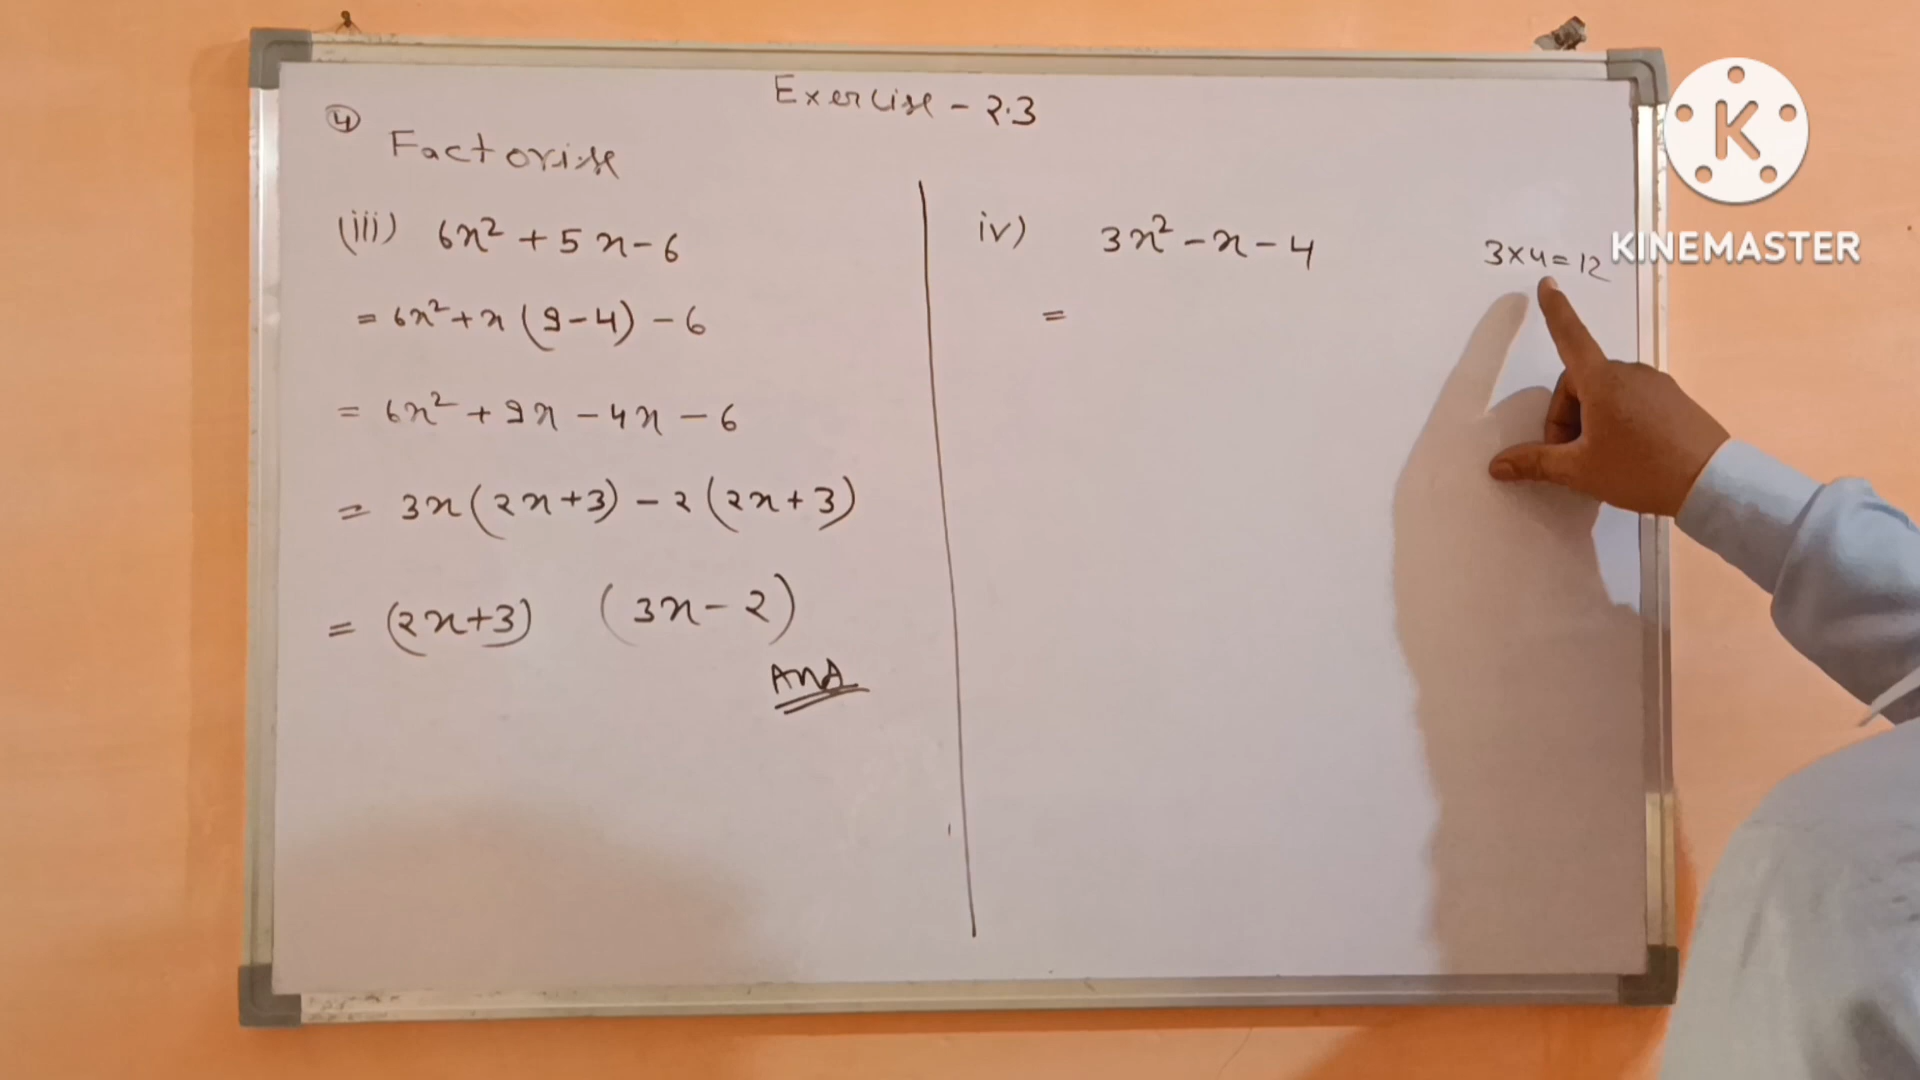 Exercise - 2.3
④ Factorise
(iii) 6x² + 5x - 6
= 6x² + x (9 - 4) - 6
= 6x² + 9x - 4x - 6
= 3x (2x + 3) - 2 (2x + 3)
= (2x+3) (3x - 2)
Ans
iv) 3x² - x - 4
3×4=12
=
K
KINEMASTER